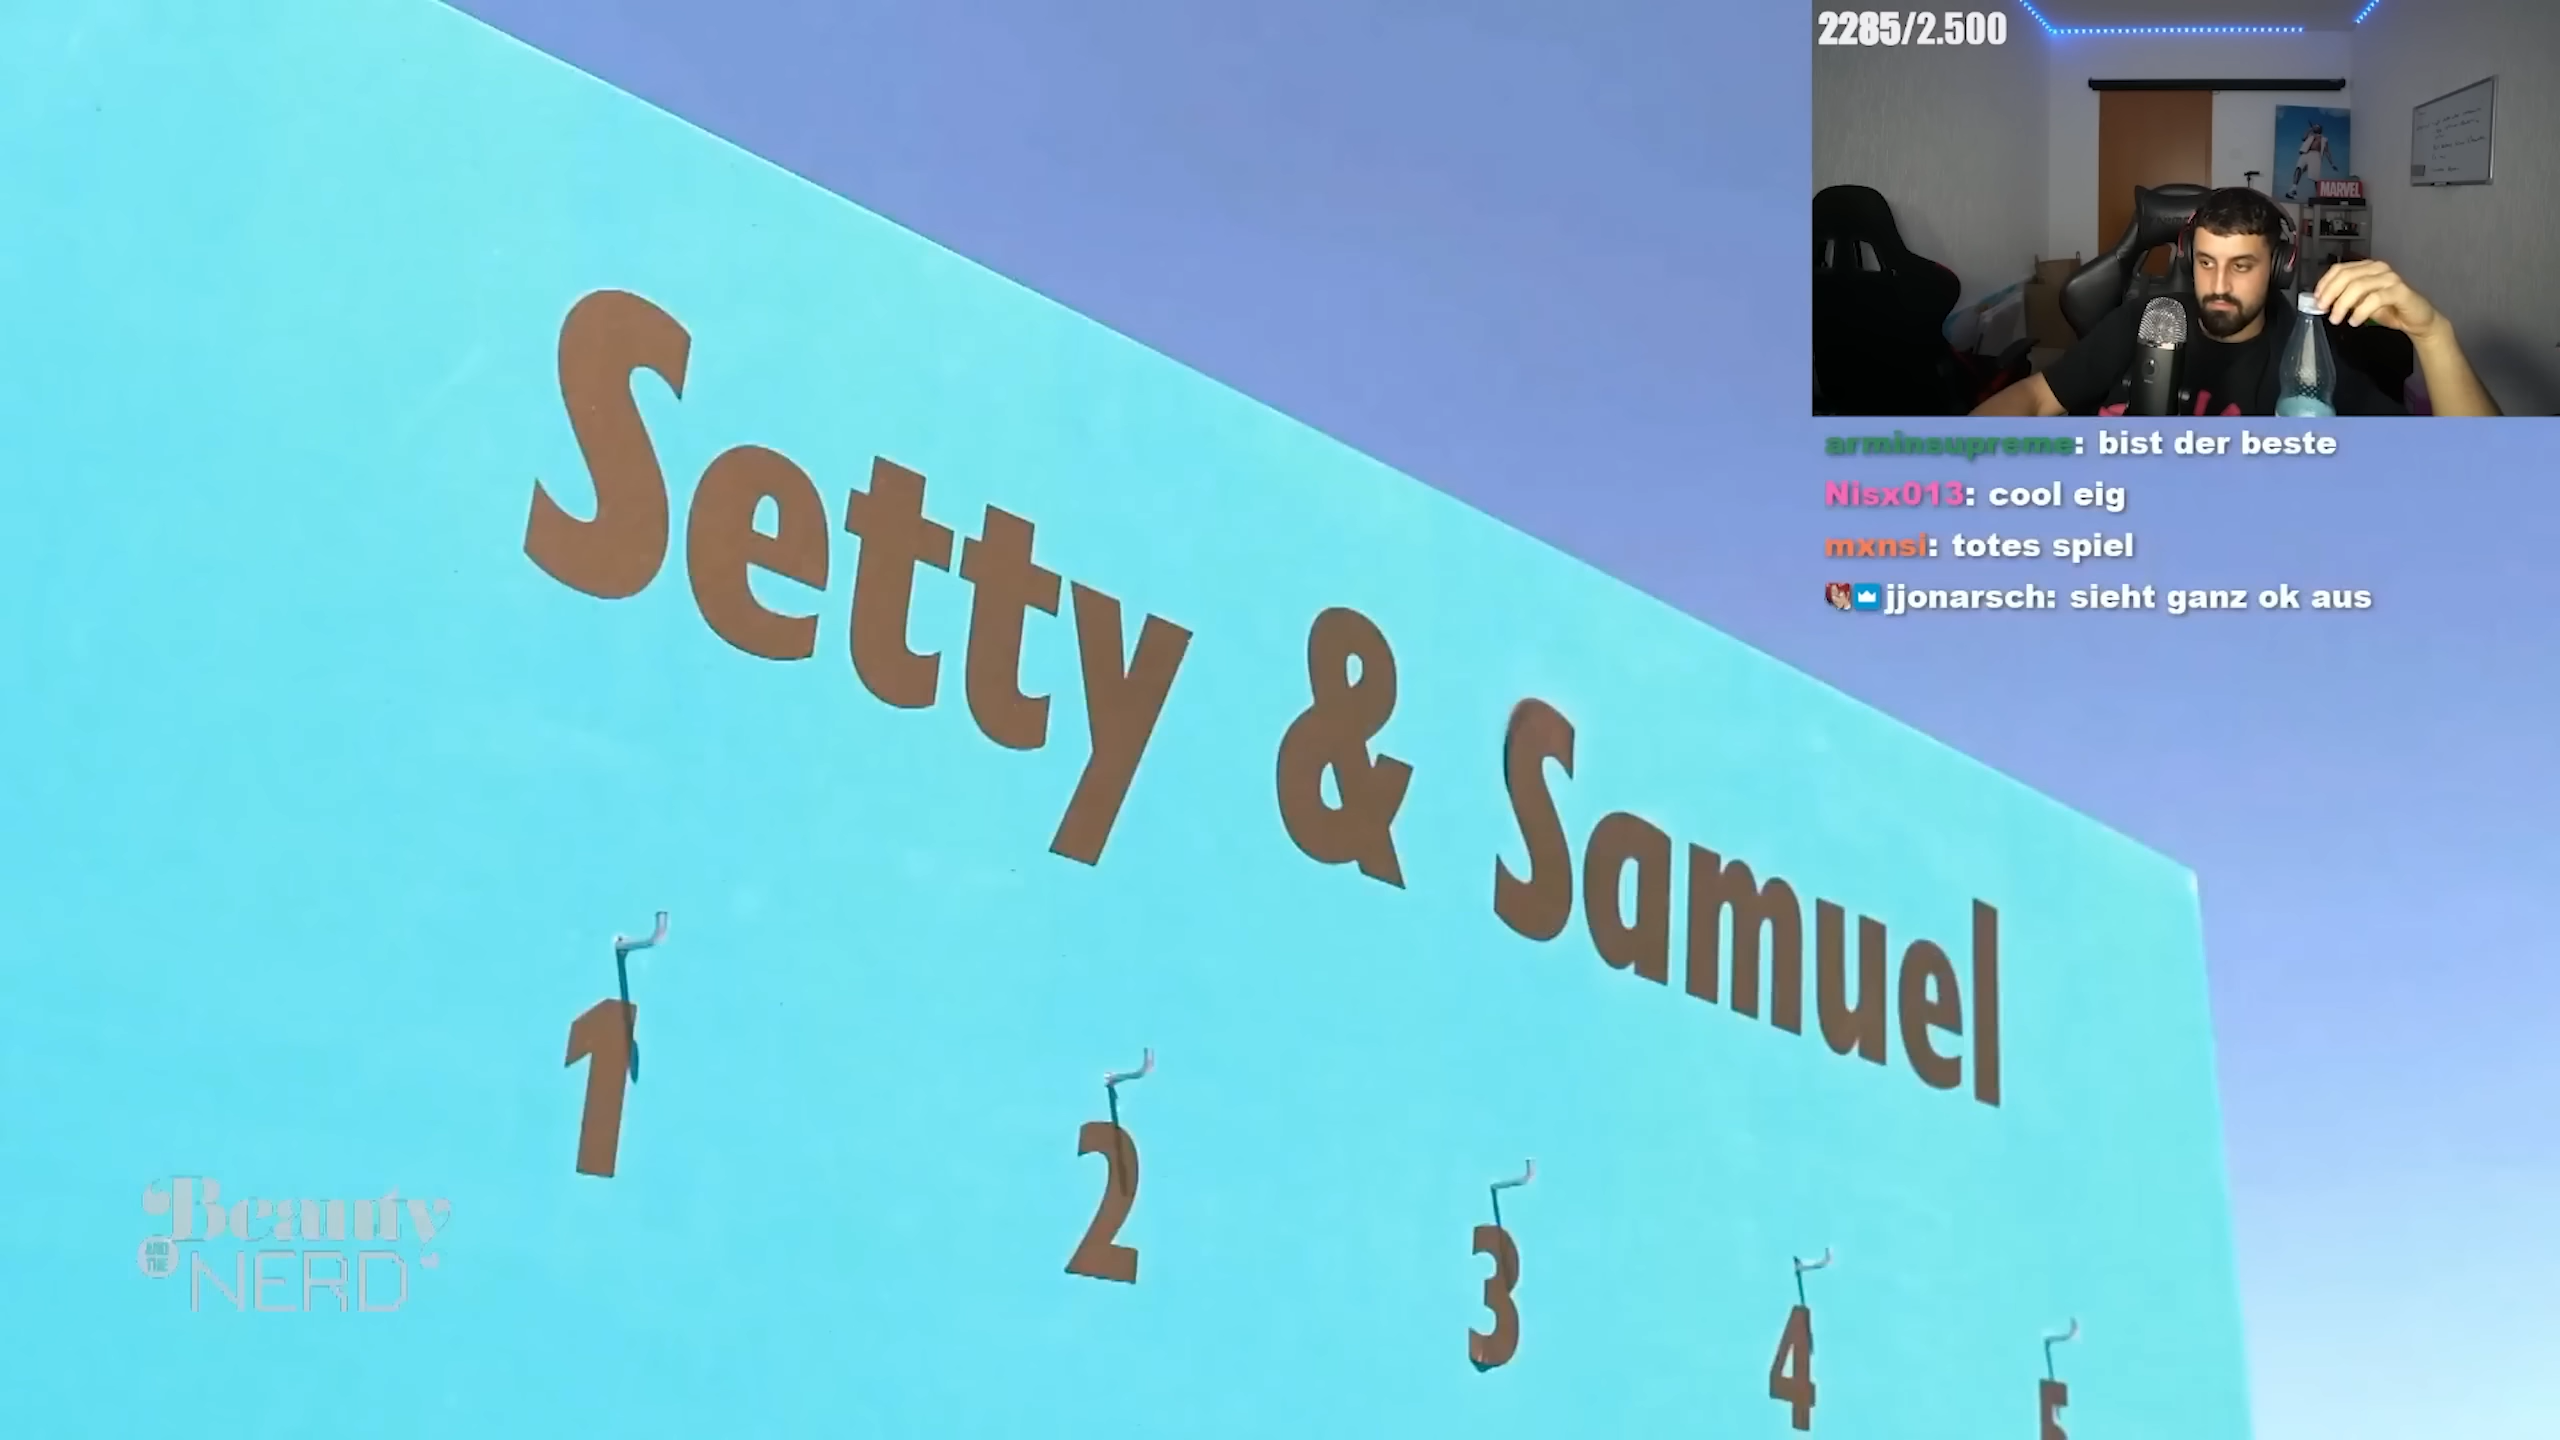 2285/2.500
MARVEL
arminsupreme: bist der beste
Nisx013: cool eig
mxnsl: totes spiel
jjonarsch: sieht ganz ok aus
Setty & Samuel
1
2
3
4
5
Beauty
AND THE
NERD